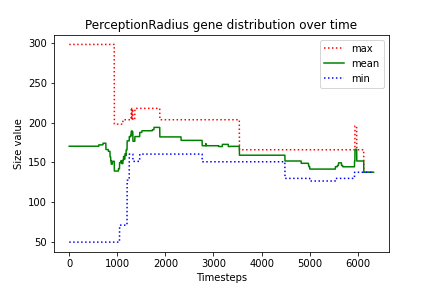 PerceptionRadius gene distribution over time
300
250
200
150
100
50
Size value
max
mean
min
0 1000 2000 3000 4000 5000 6000
Timesteps